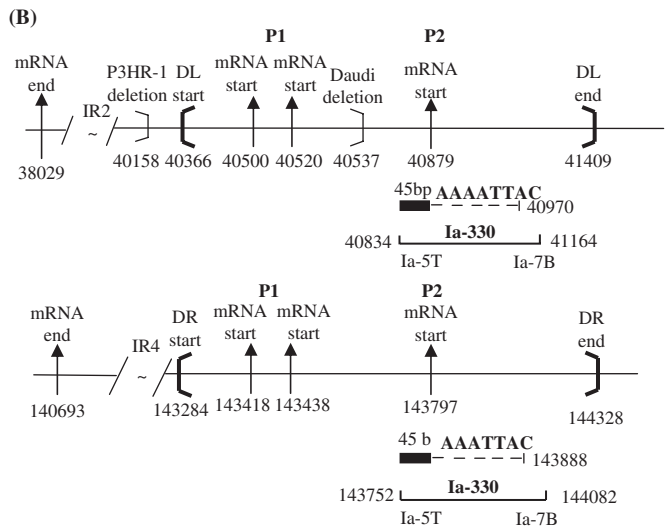 (B)
P1 P2
mRNA end P3HR-1 deletion DL start mRNA start mRNA start Daudi deletion mRNA start DL end
IR2
~
38029 40158 40366 40500 40520 40537 40879 41409
45bp AAAATTAC 40970
40834 Ia-330 41164
Ia-5T Ia-7B
P1 P2
mRNA end DR start mRNA start mRNA start mRNA start DR end
IR4
~
140693 143284 143418 143438 143797 144328
45 b AAATTAC 143888
143752 Ia-330 144082
Ia-5T Ia-7B